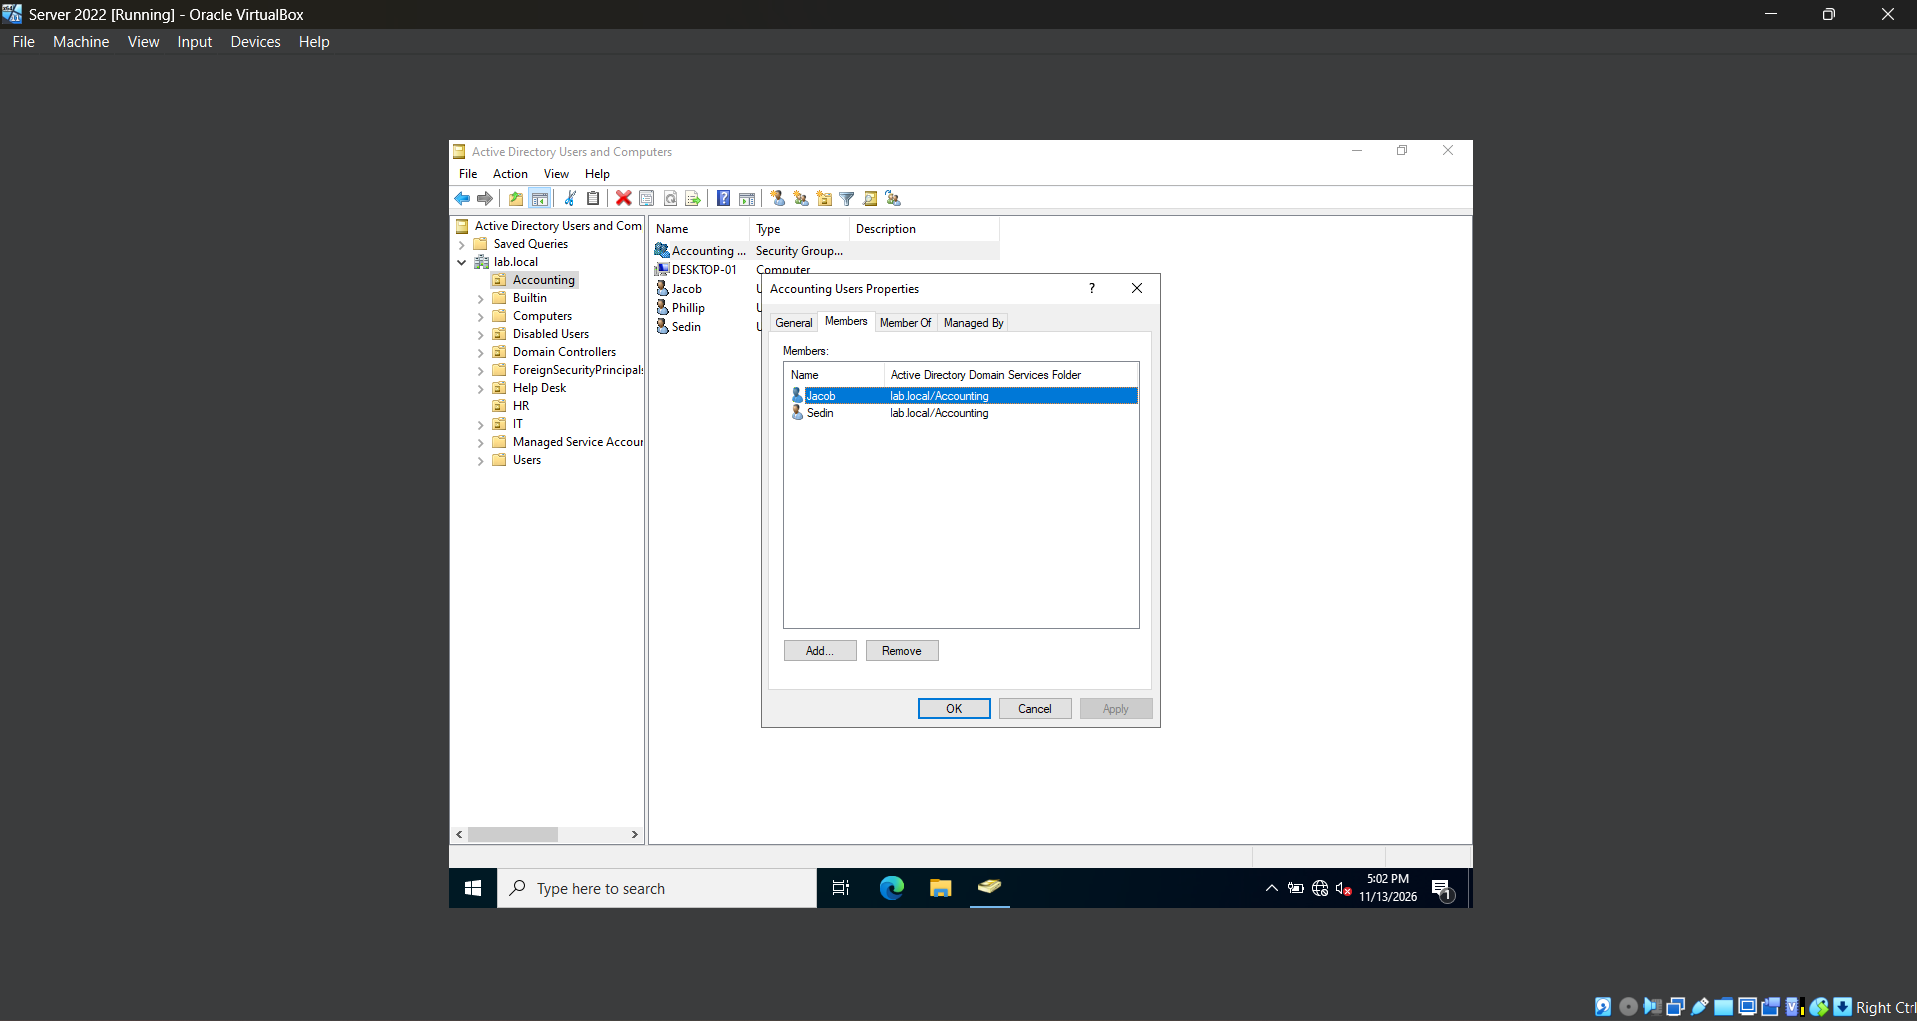 Server 2022 [Running] - Oracle VirtualBox
File Machine View Input Devices Help
Active Directory Users and Computers
File Action View Help
Active Directory Users and Com
Saved Queries
lab.local
Accounting
Builtin
Computers
Disabled Users
Domain Controllers
ForeignSecurityPrincipals
Help Desk
HR
IT
Managed Service Accour
Users
Name Type Description
Accounting ... Security Group...
DESKTOP-01 Computer
Jacob
Phillip
Sedin
Accounting Users Properties ?
General Members Member Of Managed By
Members:
Name Active Directory Domain Services Folder
Jacob lab.local/Accounting
Sedin lab.local/Accounting
Add... Remove
OK Cancel Apply
Type here to search
5:02 PM
11/13/2026
1
Right Ctrl